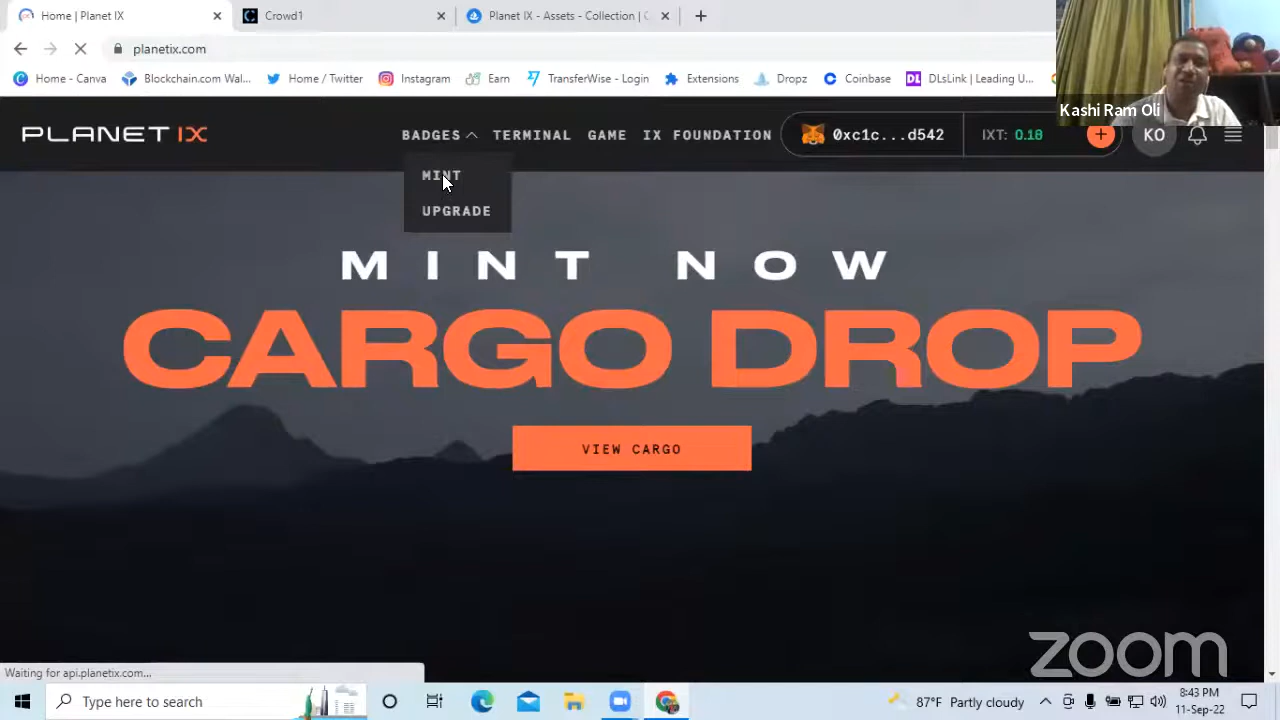 Home | Planet IX
Crowd1
Planet IX - Assets - Collection | C
planetix.com
Home - Canva
Blockchain.com Wal...
Home / Twitter
Instagram
Earn
TransferWise - Login
Extensions
Dropz
Coinbase
DLsLink | Leading U...
Kashi Ram Oli
PLANET IX
BADGES
TERMINAL
GAME
IX FOUNDATION
0xc1c...d542
IXT: 0.18
KO
MINT
UPGRADE
MINT NOW
CARGO DROP
VIEW CARGO
zoom
Waiting for api.planetix.com...
Type here to search
87°F Partly cloudy
8:43 PM
11-Sep-22